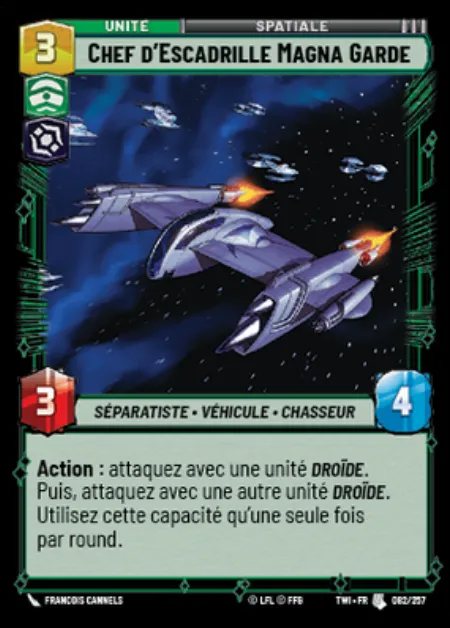 UNITÉ
SPATIALE
3
CHEF D'ESCADRILLE MAGNA GARDE
3
SÉPARATISTE • VÉHICULE • CHASSEUR
4
Action : attaquez avec une unité DROÏDE.
Puis, attaquez avec une autre unité DROÏDE.
Utilisez cette capacité qu'une seule fois
par round.
FRANCOIS CANNELS
© LFL © FFG
TWI • FR
082/257